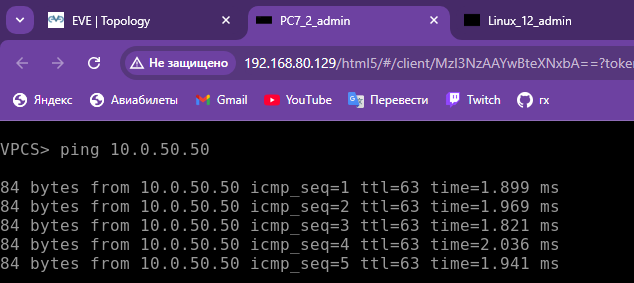 EVE | Topology
PC7_2_admin
Linux_12_admin
Не защищено 192.168.80.129/html5/#/client/MzI3NzAAYwBteXNxbA==?token
Яндекс Авиабилеты Gmail YouTube Перевести Twitch rx
VPCS> ping 10.0.50.50
84 bytes from 10.0.50.50 icmp_seq=1 ttl=63 time=1.899 ms
84 bytes from 10.0.50.50 icmp_seq=2 ttl=63 time=1.969 ms
84 bytes from 10.0.50.50 icmp_seq=3 ttl=63 time=1.821 ms
84 bytes from 10.0.50.50 icmp_seq=4 ttl=63 time=2.036 ms
84 bytes from 10.0.50.50 icmp_seq=5 ttl=63 time=1.941 ms